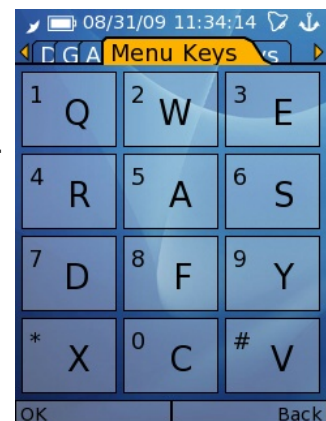 08/31/09 11:34:14
D G A Menu Keys ys
1 Q 2 W 3 E
4 R 5 A 6 S
7 D 8 F 9 Y
* X 0 C # V
OK Back